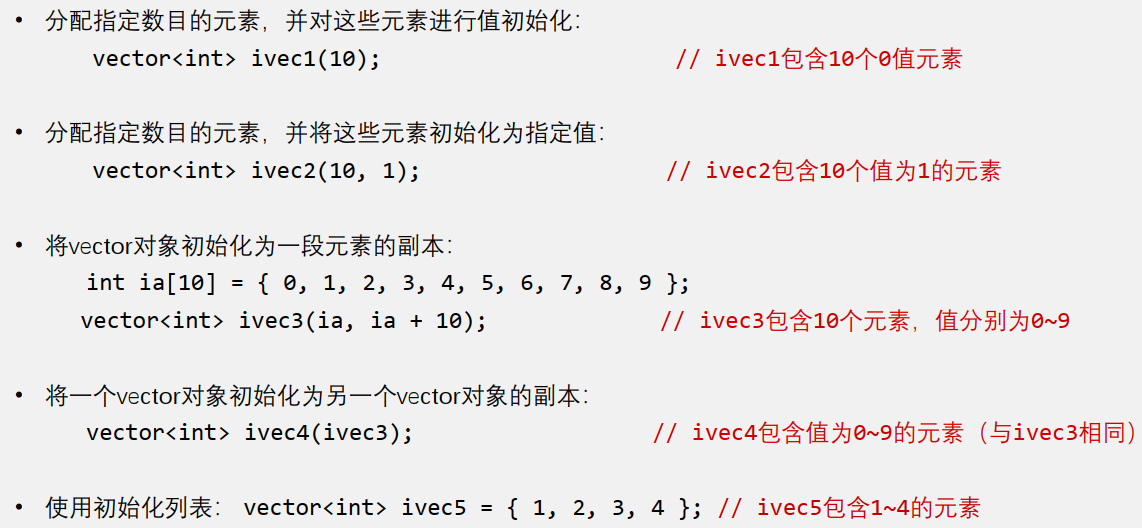 • 分配指定数目的元素，并对这些元素进行值初始化：
vector<int> ivec1(10); // ivec1包含10个0值元素
• 分配指定数目的元素，并将这些元素初始化为指定值：
vector<int> ivec2(10, 1); // ivec2包含10个值为1的元素
• 将vector对象初始化为一段元素的副本：
int ia[10] = { 0, 1, 2, 3, 4, 5, 6, 7, 8, 9 };
vector<int> ivec3(ia, ia + 10); // ivec3包含10个元素，值分别为0~9
• 将一个vector对象初始化为另一个vector对象的副本：
vector<int> ivec4(ivec3); // ivec4包含值为0~9的元素（与ivec3相同）
• 使用初始化列表： vector<int> ivec5 = { 1, 2, 3, 4 }; // ivec5包含1~4的元素